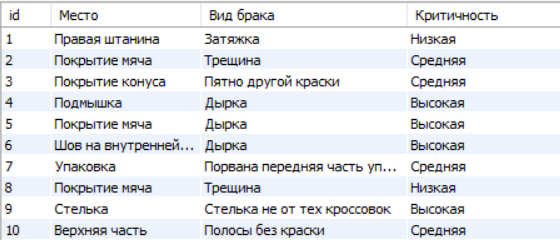 id Место Вид брака Критичность
1 Правая штанина Затяжка Низкая
2 Покрытие мяча Трещина Средняя
3 Покрытие конуса Пятно другой краски Средняя
4 Подмышка Дырка Высокая
5 Покрытие мяча Дырка Высокая
6 Шов на внутренней... Дырка Высокая
7 Упаковка Порвана передняя часть уп... Средняя
8 Покрытие мяча Трещина Низкая
9 Стелька Стелька не от тех кроссовок Высокая
10 Верхняя часть Полосы без краски Средняя